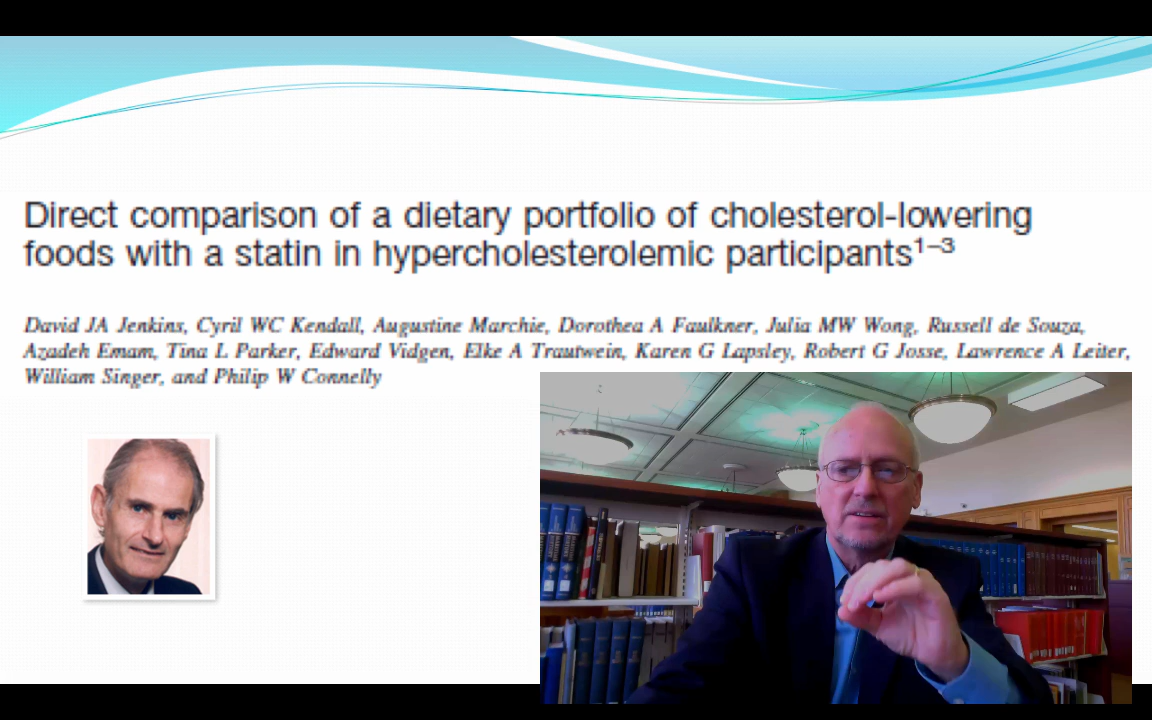 Direct comparison of a dietary portfolio of cholesterol-lowering
foods with a statin in hypercholesterolemic participants¹⁻³
David JA Jenkins, Cyril WC Kendall, Augustine Marchie, Dorothea A Faulkner, Julia MW Wong, Russell de Souza,
Azadeh Emam, Tina L Parker, Edward Vidgen, Elke A Trautwein, Karen G Lapsley, Robert G Josse, Lawrence A Leiter,
William Singer, and Philip W Connelly